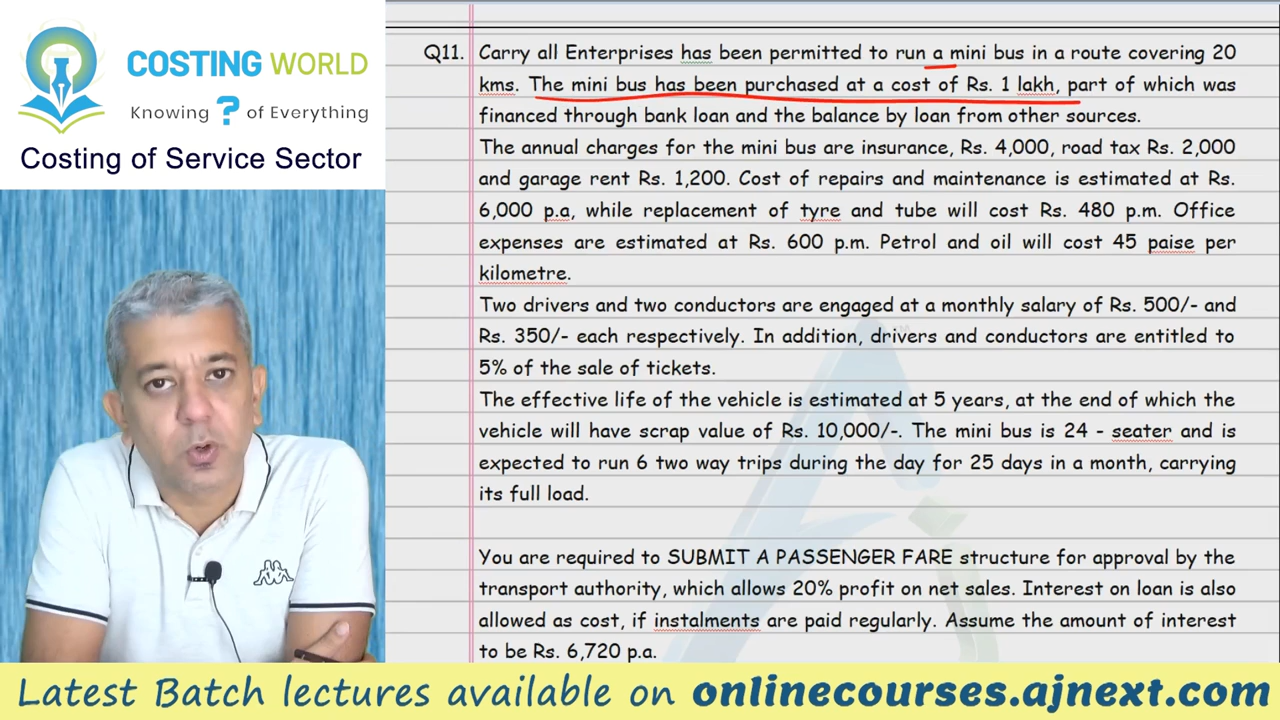 COSTING WORLD
Knowing ? of Everything
Costing of Service Sector
Q11. Carry all Enterprises has been permitted to run a mini bus in a route covering 20
kms. The mini bus has been purchased at a cost of Rs. 1 lakh, part of which was
financed through bank loan and the balance by loan from other sources.
The annual charges for the mini bus are insurance, Rs. 4,000, road tax Rs. 2,000
and garage rent Rs. 1,200. Cost of repairs and maintenance is estimated at Rs.
6,000 p.a, while replacement of tyre and tube will cost Rs. 480 p.m. Office
expenses are estimated at Rs. 600 p.m. Petrol and oil will cost 45 paise per
kilometre.
Two drivers and two conductors are engaged at a monthly salary of Rs. 500/- and
Rs. 350/- each respectively. In addition, drivers and conductors are entitled to
5% of the sale of tickets.
The effective life of the vehicle is estimated at 5 years, at the end of which the
vehicle will have scrap value of Rs. 10,000/-. The mini bus is 24 - seater and is
expected to run 6 two way trips during the day for 25 days in a month, carrying
its full load.
You are required to SUBMIT A PASSENGER FARE structure for approval by the
transport authority, which allows 20% profit on net sales. Interest on loan is also
allowed as cost, if instalments are paid regularly. Assume the amount of interest
to be Rs. 6,720 p.a.
Latest Batch lectures available on onlinecourses.ajnext.com